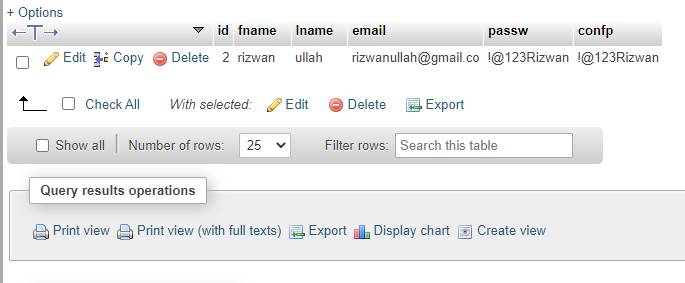 + Options
id fname lname email passw confp
Edit Copy Delete 2 rizwan ullah rizwanullah@gmail.co !@123Rizwan !@123Rizwan
Check All With selected: Edit Delete Export
Show all Number of rows: 25 Filter rows: Search this table
Query results operations
Print view Print view (with full texts) Export Display chart Create view